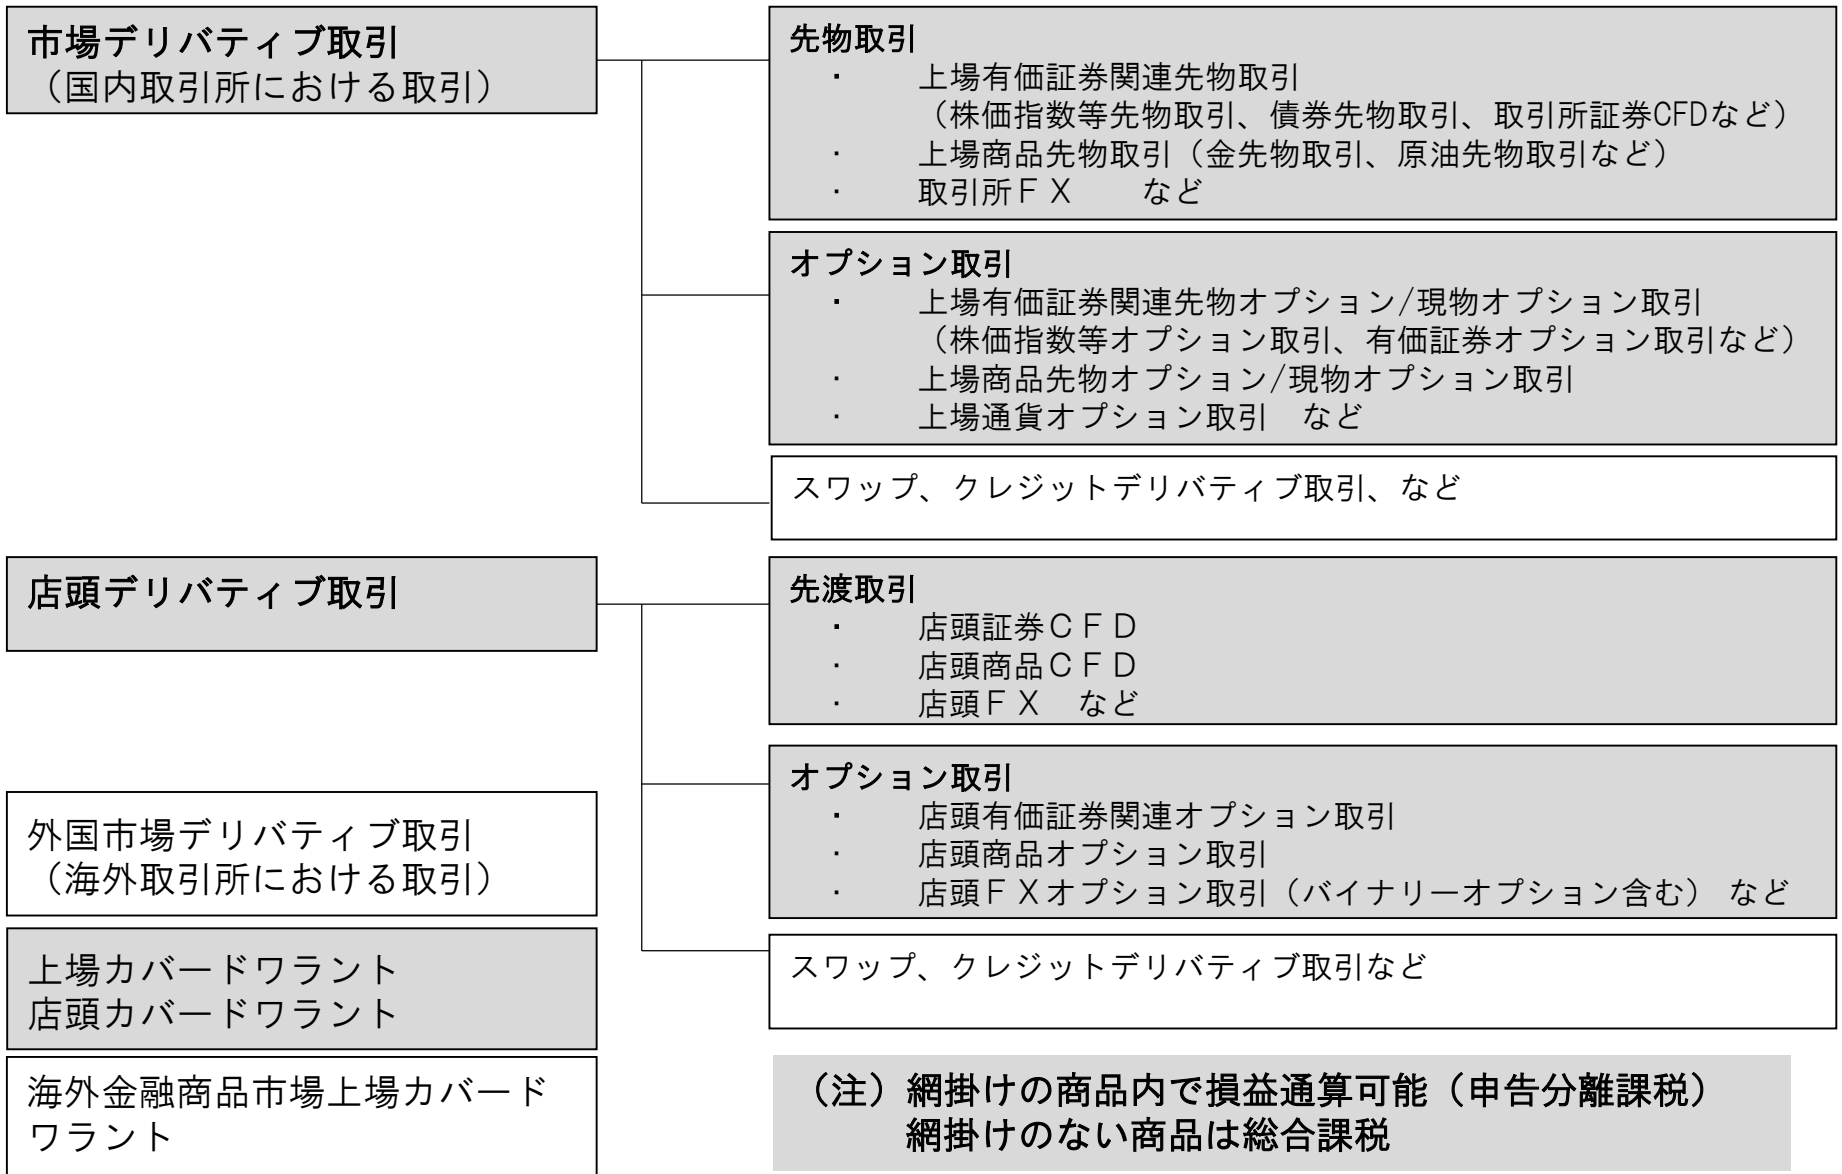 市場デリバティブ取引
（国内取引所における取引）
先物取引
・ 上場有価証券関連先物取引
（株価指数等先物取引、債券先物取引、取引所証券CFDなど）
・ 上場商品先物取引（金先物取引、原油先物取引など）
・ 取引所ＦＸ　　など
オプション取引
・ 上場有価証券関連先物オプション/現物オプション取引
（株価指数等オプション取引、有価証券オプション取引など）
・ 上場商品先物オプション/現物オプション取引
・ 上場通貨オプション取引　など
スワップ、クレジットデリバティブ取引、など
店頭デリバティブ取引
先渡取引
・ 店頭証券ＣＦＤ
・ 店頭商品ＣＦＤ
・ 店頭ＦＸ　など
オプション取引
・ 店頭有価証券関連オプション取引
・ 店頭商品オプション取引
・ 店頭ＦＸオプション取引（バイナリーオプション含む） など
スワップ、クレジットデリバティブ取引など
外国市場デリバティブ取引
（海外取引所における取引）
上場カバードワラント
店頭カバードワラント
海外金融商品市場上場カバード
ワラント
（注）網掛けの商品内で損益通算可能（申告分離課税）
網掛けのない商品は総合課税